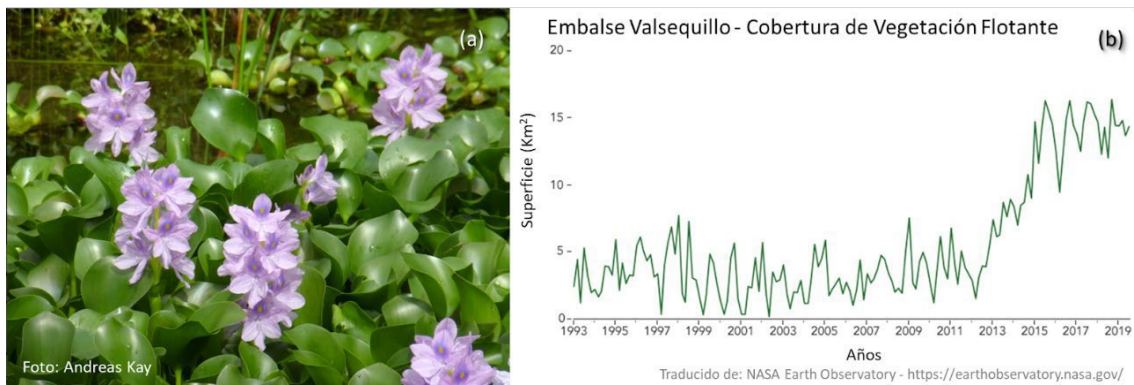 (a)
Foto: Andreas Kay
Embalse Valsequillo - Cobertura de Vegetación Flotante
(b)
Superficie (Km²)
20
15
10
5
0
1993 1995 1997 1999 2001 2003 2005 2007 2009 2011 2013 2015 2017 2019
Años
Traducido de: NASA Earth Observatory - https://earthobservatory.nasa.gov/